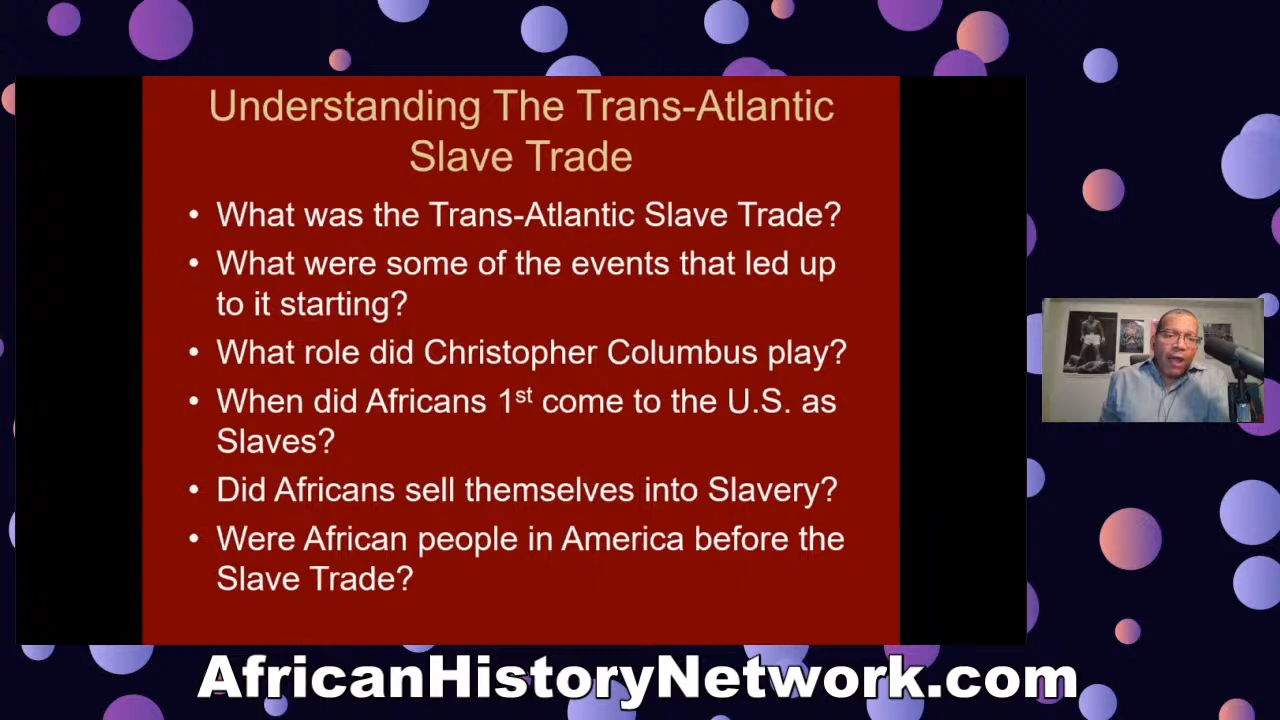 Understanding The Trans-Atlantic
Slave Trade
• What was the Trans-Atlantic Slave Trade?
• What were some of the events that led up
to it starting?
• What role did Christopher Columbus play?
• When did Africans 1st come to the U.S. as
Slaves?
• Did Africans sell themselves into Slavery?
• Were African people in America before the
Slave Trade?
AfricanHistoryNetwork.com